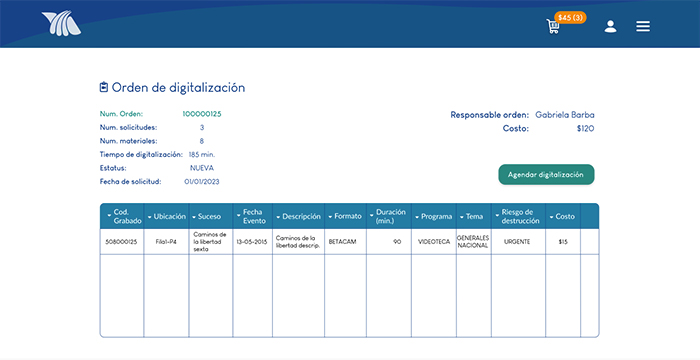 $45 (3)
Orden de digitalización
Num. Orden: 100000125
Num. solicitudes: 3
Num. materiales: 8
Tiempo de digitalización: 185 min.
Estatus: NUEVA
Fecha de solicitud: 01/01/2023
Responsable orden: Gabriela Barba
Costo: $120
Agendar digitalización
Cod. Grabado Ubicación Suceso Fecha Evento Descripción Formato Duración (min.) Programa Tema Riesgo de destrucción Costo
508000125 Fila1-P4 Caminos de la libertad sexta 13-05-2015 Caminos de la libertad descrip. BETACAM 90 VIDEOTECA GENERALES NACIONAL URGENTE $15